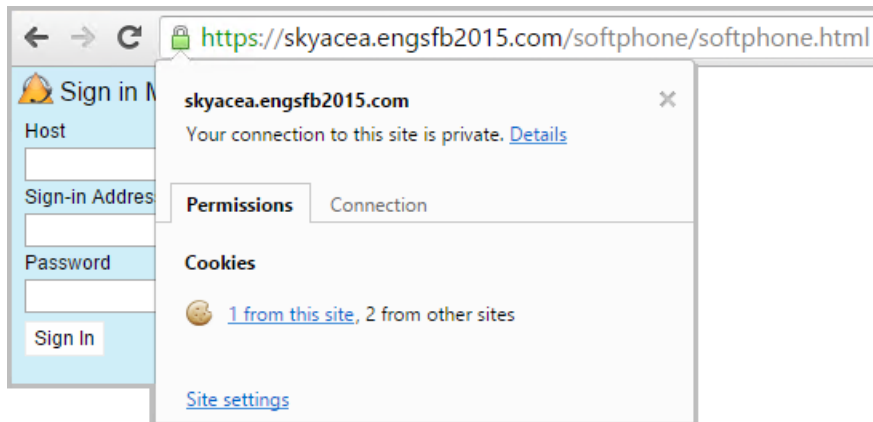 https://skyacea.engsfb2015.com/softphone/softphone.html
Sign in
skyacea.engsfb2015.com
Host
Your connection to this site is private. Details
Sign-in Addres
Permissions
Connection
Password
Cookies
1 from this site, 2 from other sites
Sign In
Site settings